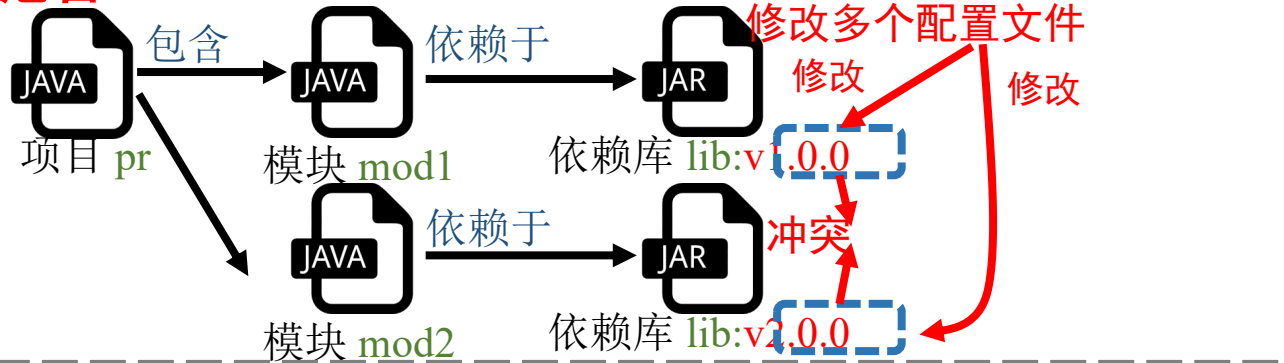 修改多个配置文件
包含
依赖于
修改
修改
JAVA
JAVA
JAR
项目 pr
模块 mod1
依赖库 lib:v1.0.0
依赖于
冲突
JAVA
JAR
模块 mod2
依赖库 lib:v2.0.0